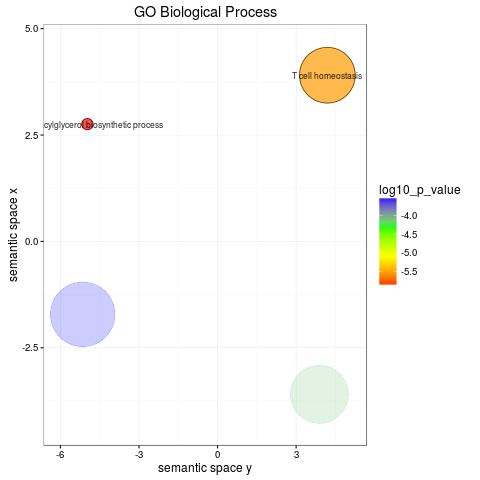 GO Biological Process
5.0
2.5
0.0
-2.5
semantic space x
T cell homeostasis
cylglycerol biosynthetic process
-6
-3
0
3
semantic space y
log10_p_value
-4.0
-4.5
-5.0
-5.5